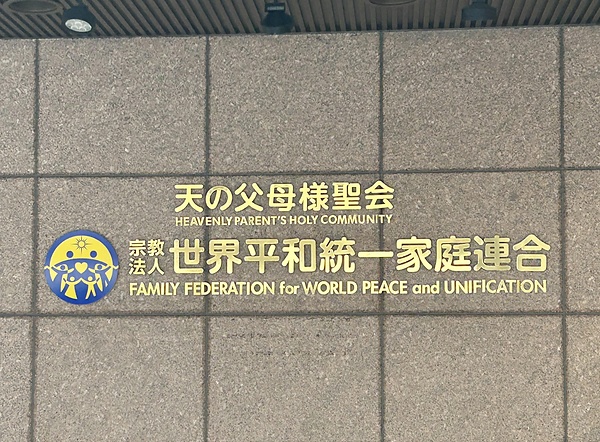 天の父母様聖会
HEAVENLY PARENT'S HOLY COMMUNITY
宗教法人 世界平和統一家庭連合
FAMILY FEDERATION for WORLD PEACE and UNIFICATION